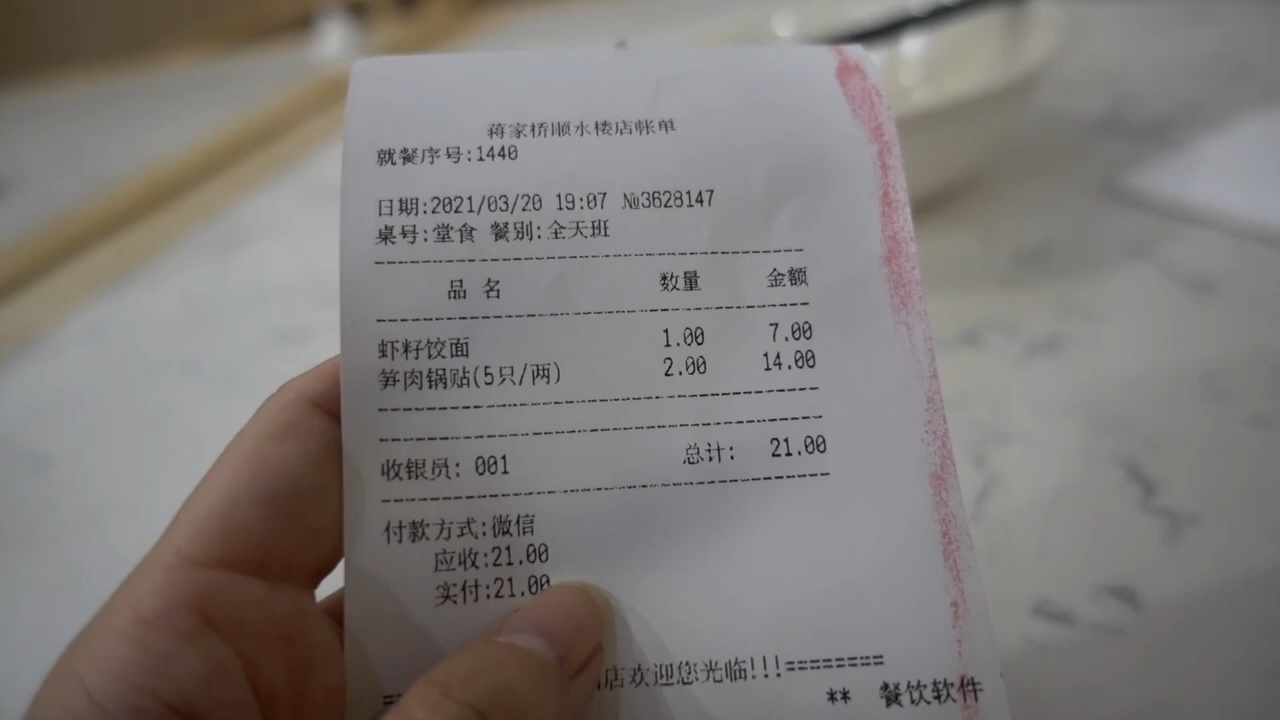 蒋家桥顺水楼店帐单
就餐序号:1440
日期:2021/03/20 19:07 №3628147
桌号:堂食 餐别:全天班
品 名 数量 金额
虾籽饺面 1.00 7.00
笋肉锅贴(5只/两) 2.00 14.00
收银员: 001 总计: 21.00
付款方式:微信
应收:21.00
实付:21.00
店欢迎您光临!!!========
** 餐饮软件